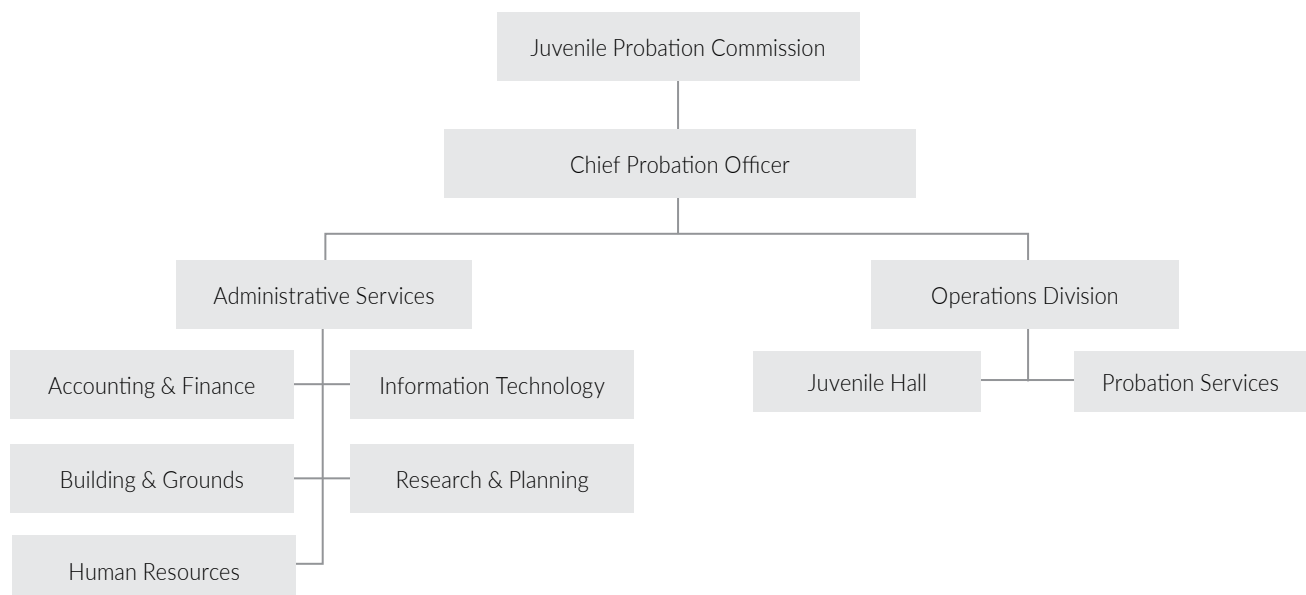 Juvenile Probation Commission
Chief Probation Officer
Administrative Services
Operations Division
Accounting & Finance
Information Technology
Juvenile Hall
Probation Services
Building & Grounds
Research & Planning
Human Resources